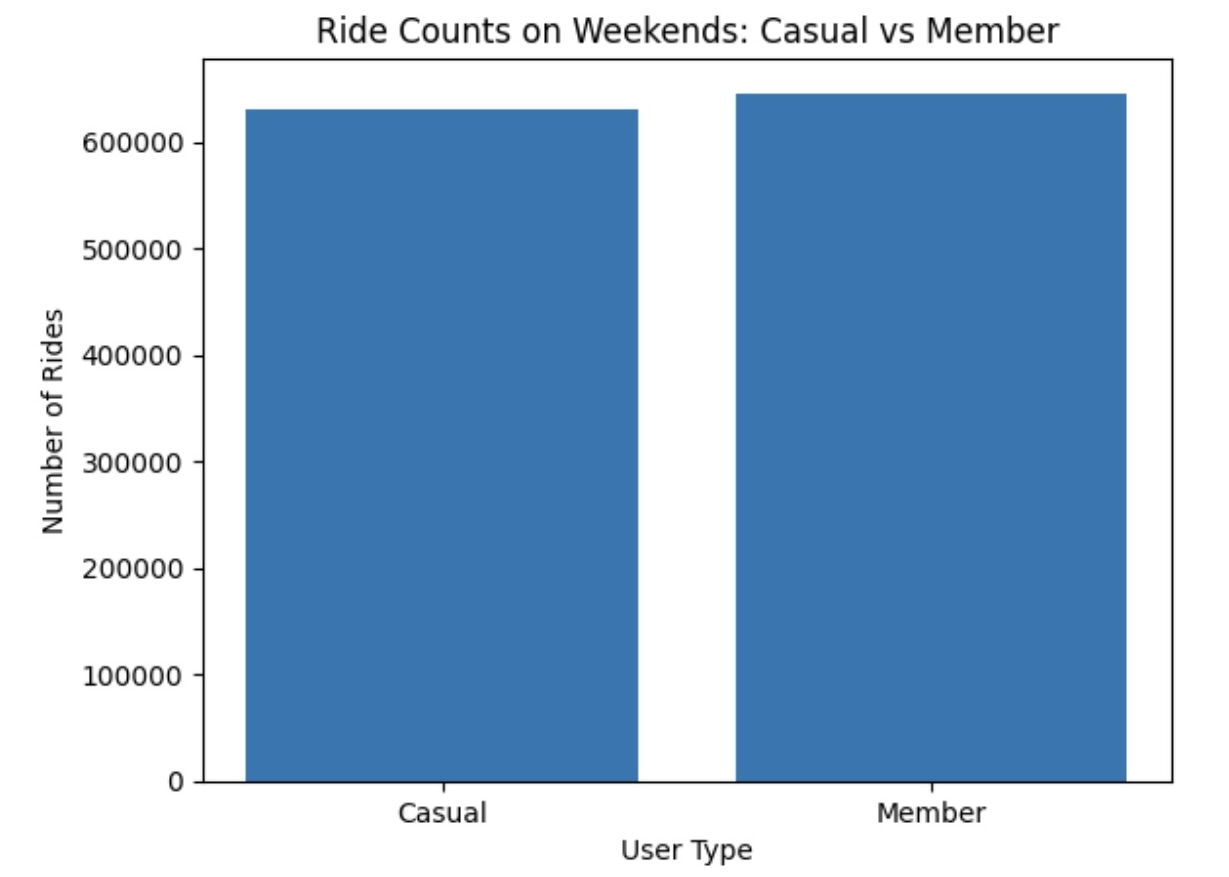 Ride Counts on Weekends: Casual vs Member
600000
500000
400000
300000
200000
100000
0
Number of Rides
Casual
Member
User Type